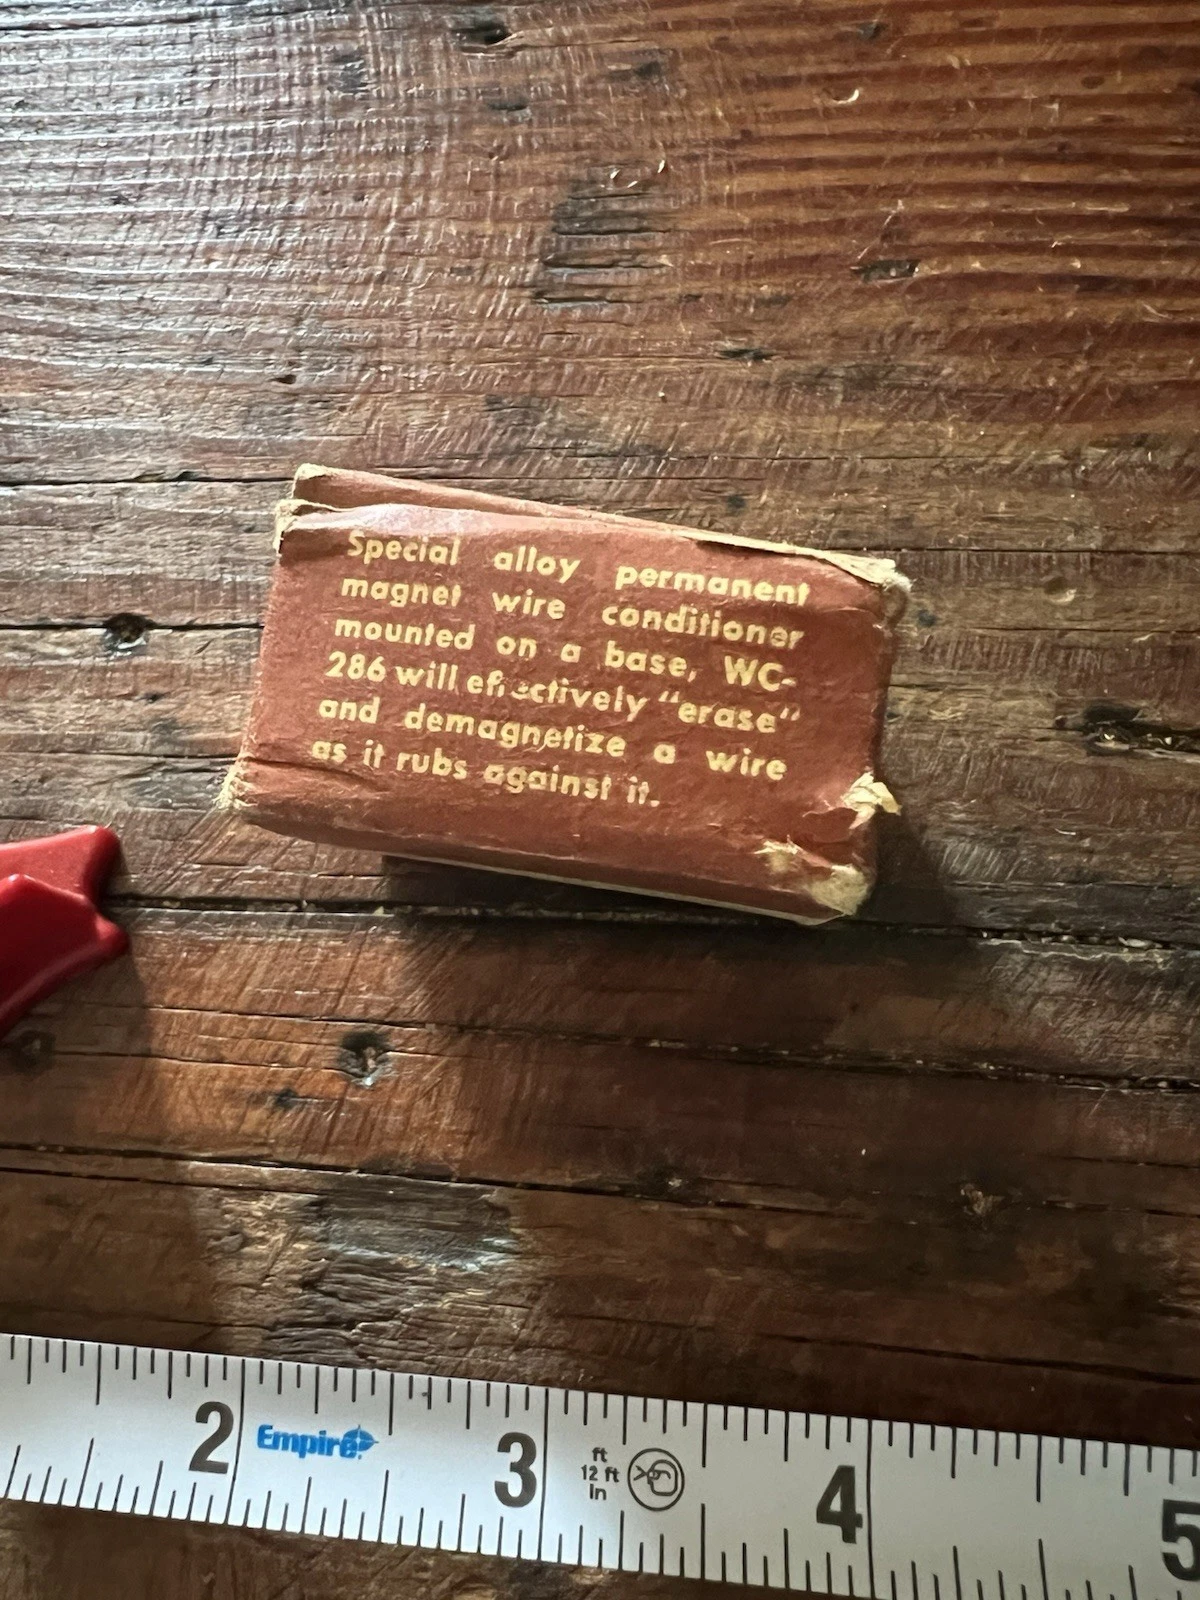 Special alloy permanent
magnet wire conditioner
mounted on a base, WC-
286 will effectively "erase"
and demagnetize a wire
as it rubs against it.
2 Empire 3 ft 4 5
12 ft
in